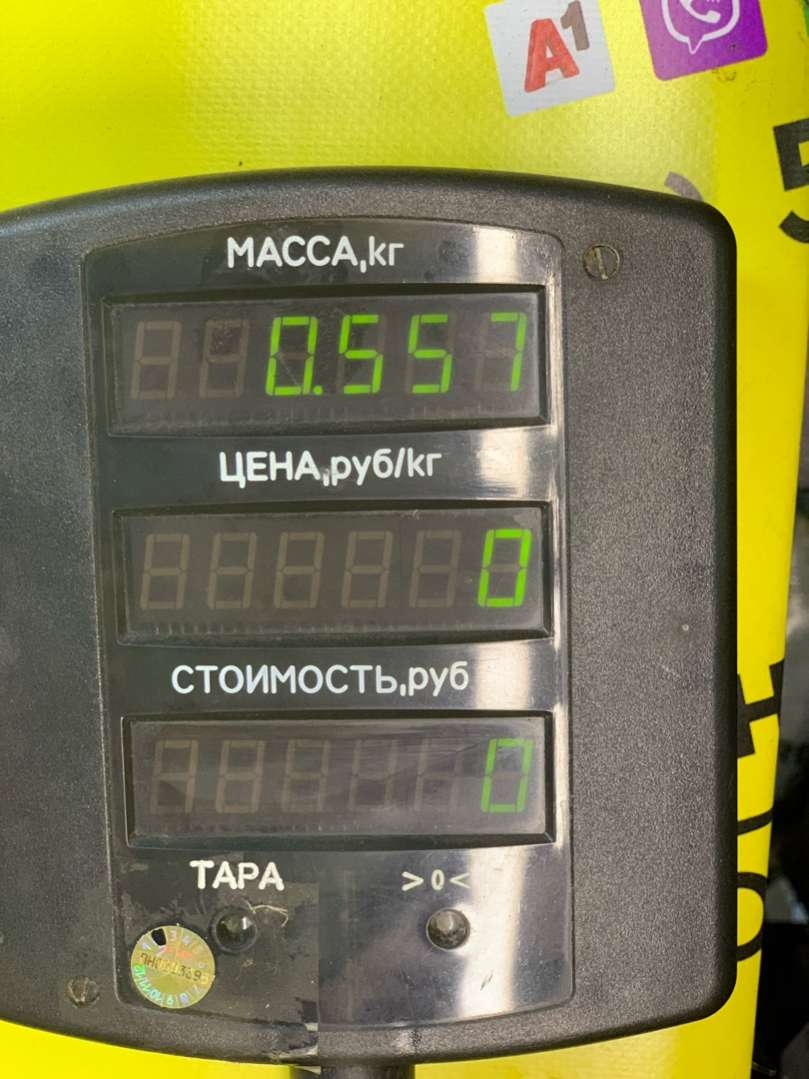 A1
МАССА,кг
0.557
ЦЕНА,руб/кг
0
СТОИМОСТЬ,руб
0
ТАРА
>0<